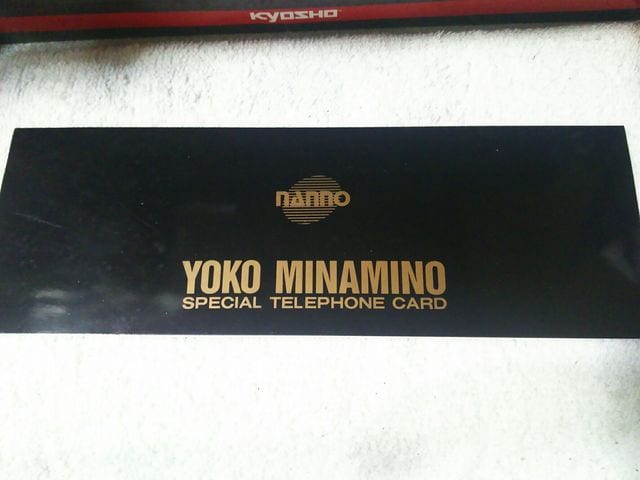 KYOSHO
nanno
YOKO MINAMINO
SPECIAL TELEPHONE CARD